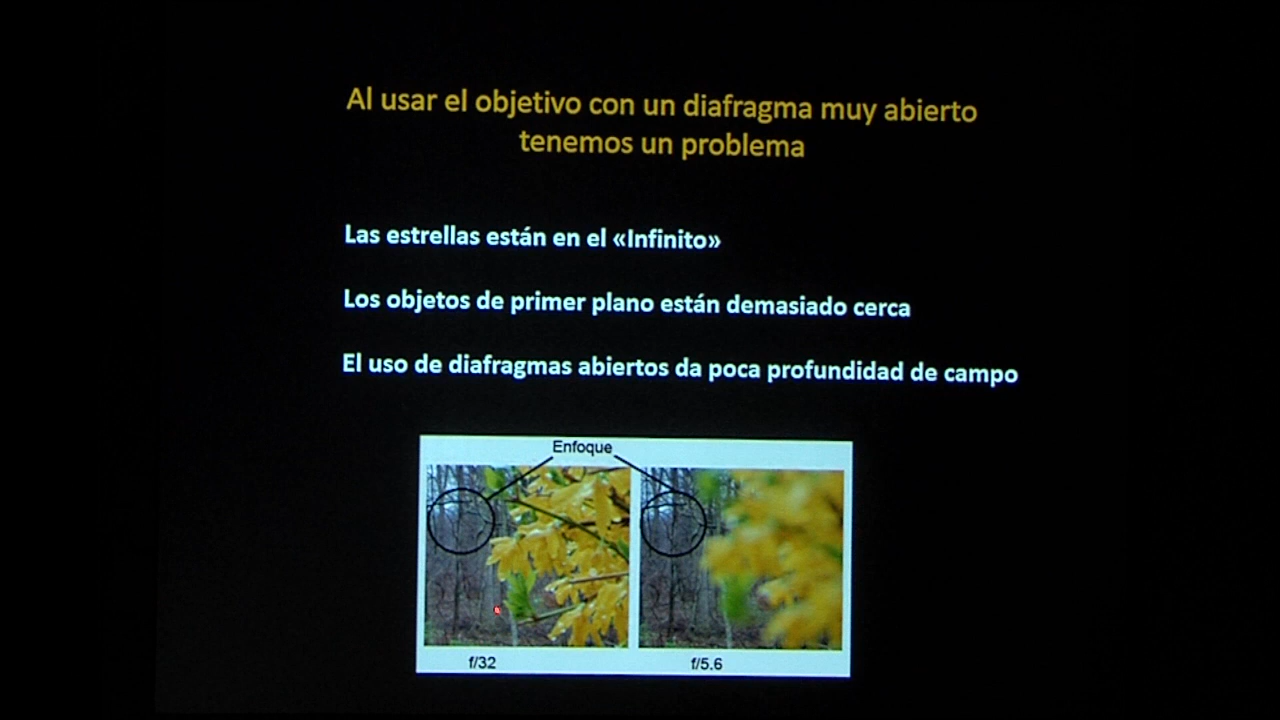 Al usar el objetivo con un diafragma muy abierto
tenemos un problema
Las estrellas están en el «Infinito»
Los objetos de primer plano están demasiado cerca
El uso de diafragmas abiertos da poca profundidad de campo
Enfoque
f/32
f/5.6